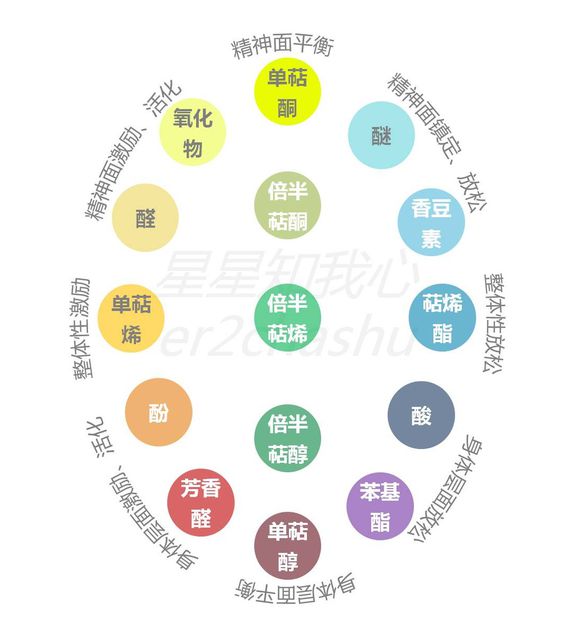 精神面平衡
单萜
酮
精神面激励、活化
氧化
物
精神面镇定、放松
醚
醛
倍半
萜酮
香豆
素
整体性激励
单萜
烯
倍半
萜烯
萜烯
酯
整体性放松
星星知我心
er2chashu
酚
倍半
萜醇
酸
身体层面激励、活化
芳香
醛
苯基
酯
身体层面放松
单萜
醇
身体层面平衡